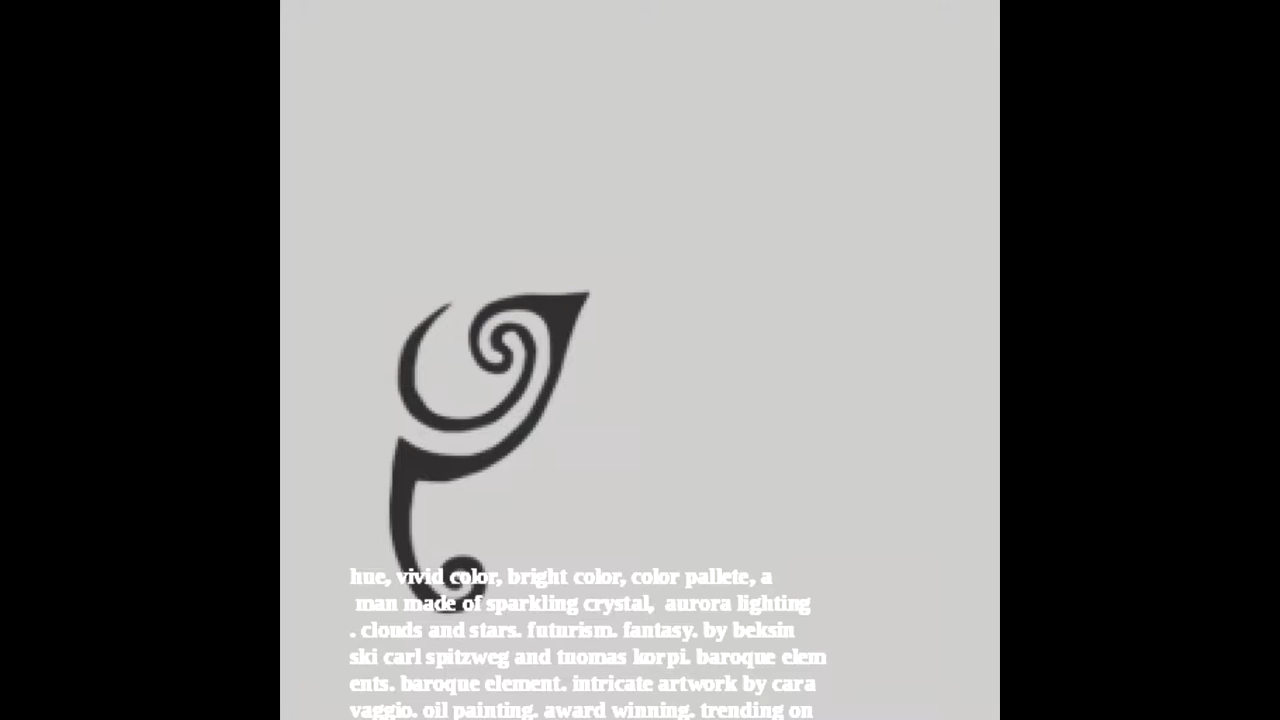 hue, vivid color, bright color, color pallete, a
man made of sparkling crystal,  aurora lighting
. clouds and stars. futurism. fantasy. by beksin
ski carl spitzweg and tuomas korpi. baroque elem
ents. baroque element. intricate artwork by cara
vaggio. oil painting. award winning. trending on